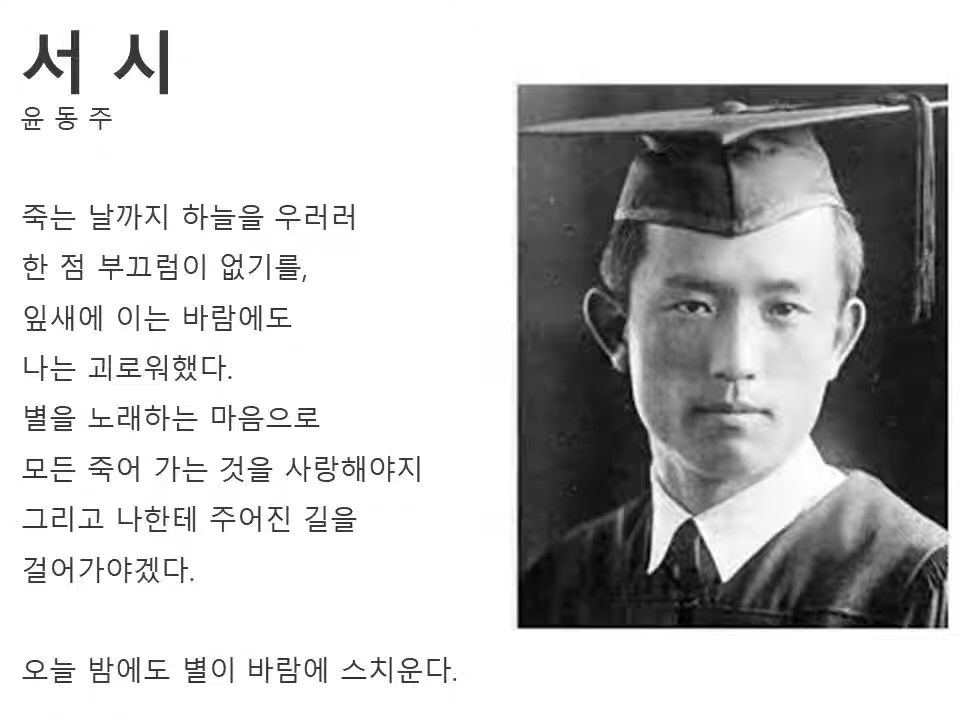 서 시
윤 동 주
죽는 날까지 하늘을 우러러
한 점 부끄럼이 없기를,
잎새에 이는 바람에도
나는 괴로워했다.
별을 노래하는 마음으로
모든 죽어 가는 것을 사랑해야지
그리고 나한테 주어진 길을
걸어가야겠다.
오늘 밤에도 별이 바람에 스치운다.